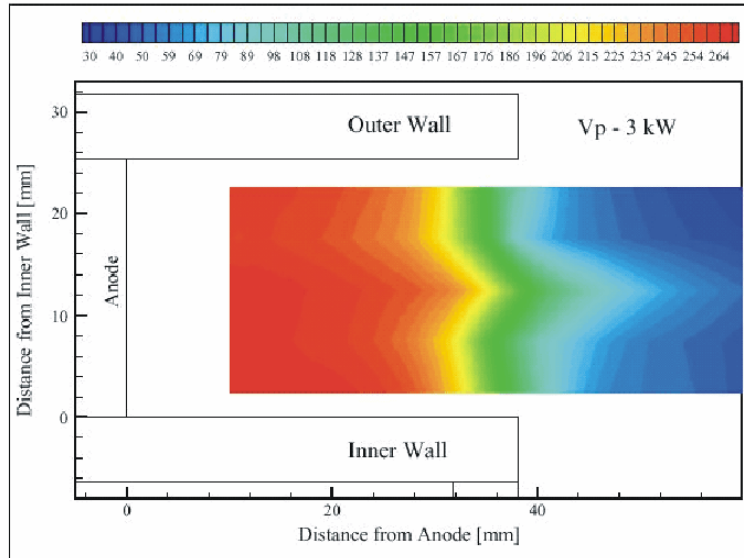 30 40 59 69 79 89 98 108 118 128 137 147 157 167 176 186 196 206 215 225 235 245 254 264
Outer Wall
Vp - 3 kW
Anode
Inner Wall
Distance from Inner Wall [mm]
30
20
10
0
0 20 40
Distance from Anode [mm]